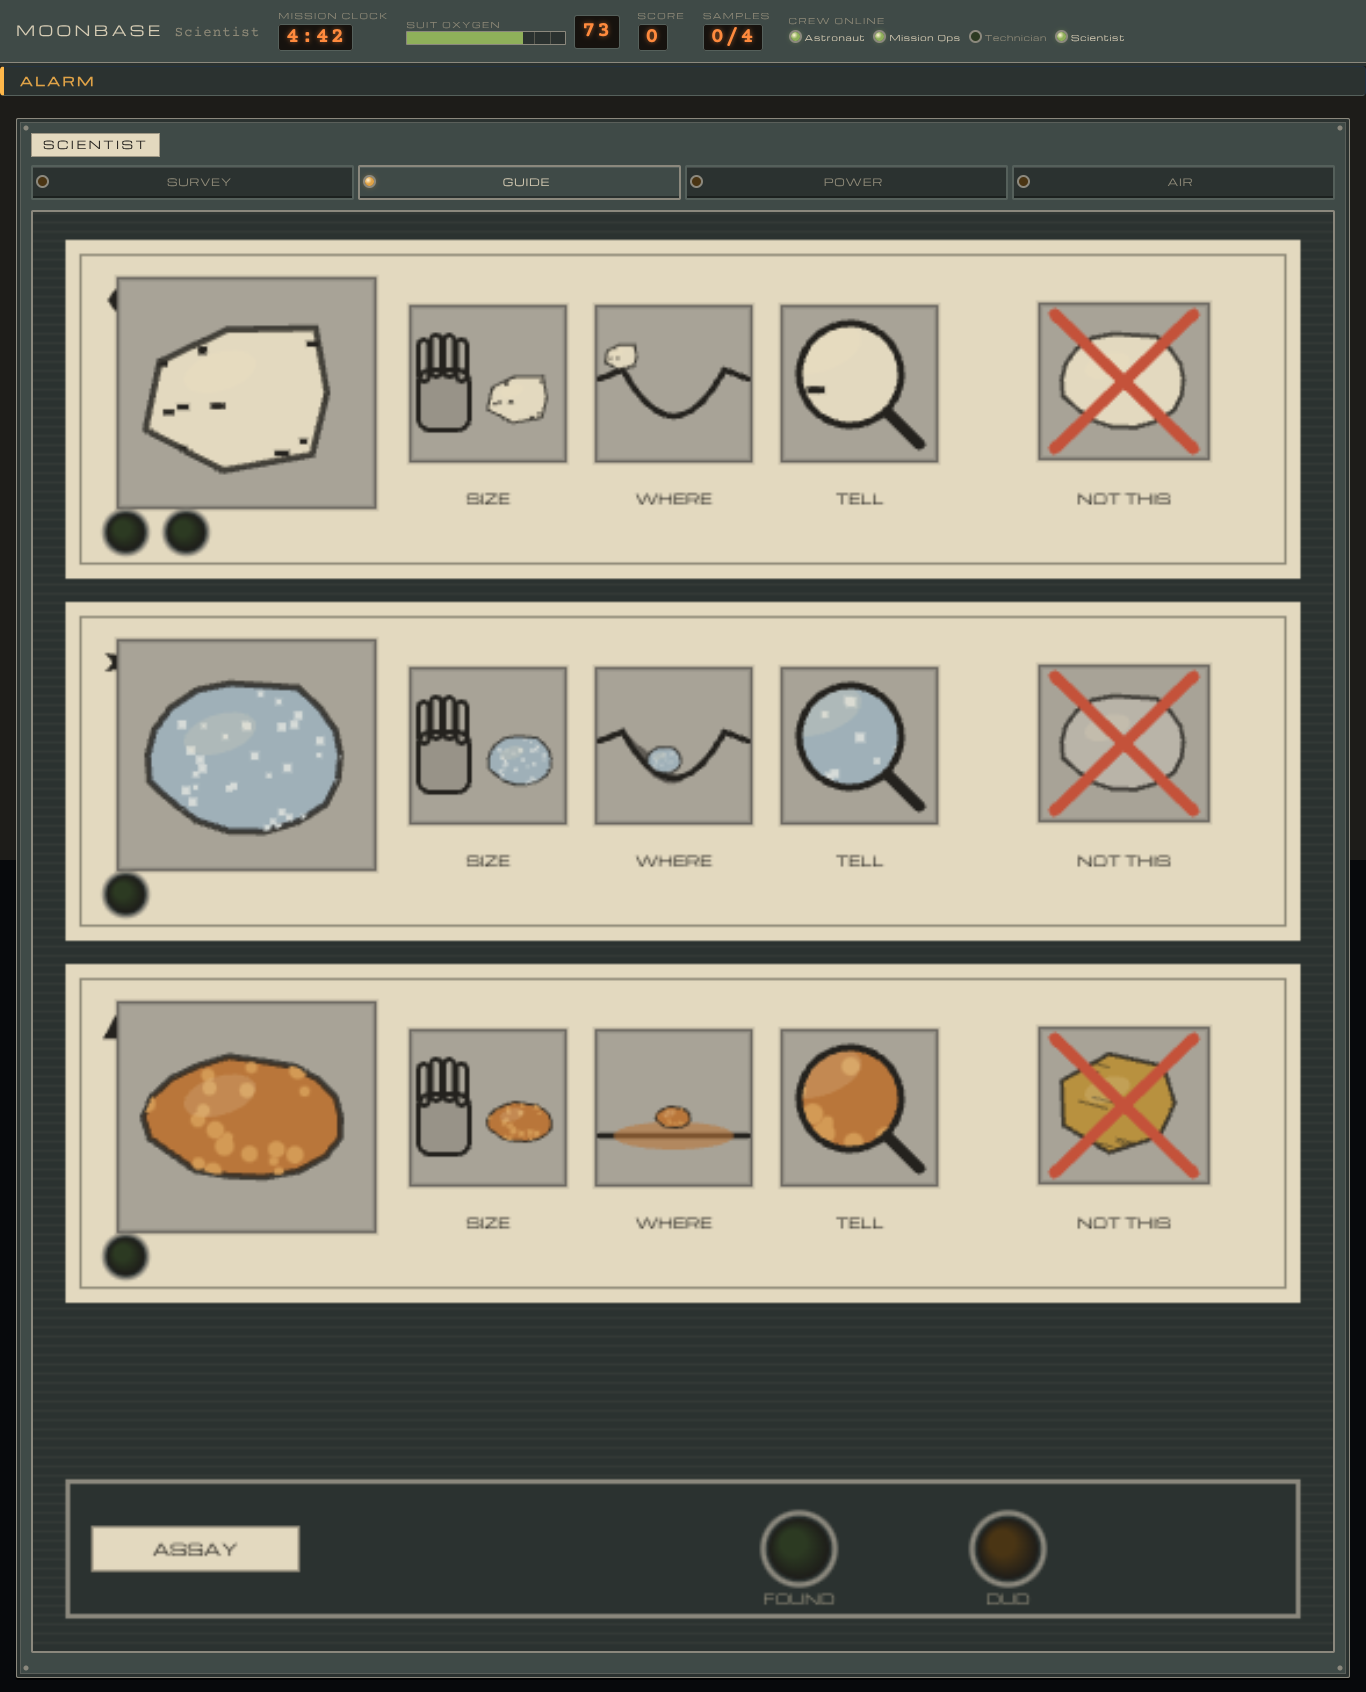 MOONBASE Scientist
MISSION CLOCK
4:42
SUIT OXYGEN
73
SCORE
0
SAMPLES
0/4
CREW ONLINE
Astronaut Mission Ops Technician Scientist
ALARM
SCIENTIST
SURVEY GUIDE POWER AIR
SIZE WHERE TELL NOT THIS
SIZE WHERE TELL NOT THIS
SIZE WHERE TELL NOT THIS
ASSAY
FOUND DUD